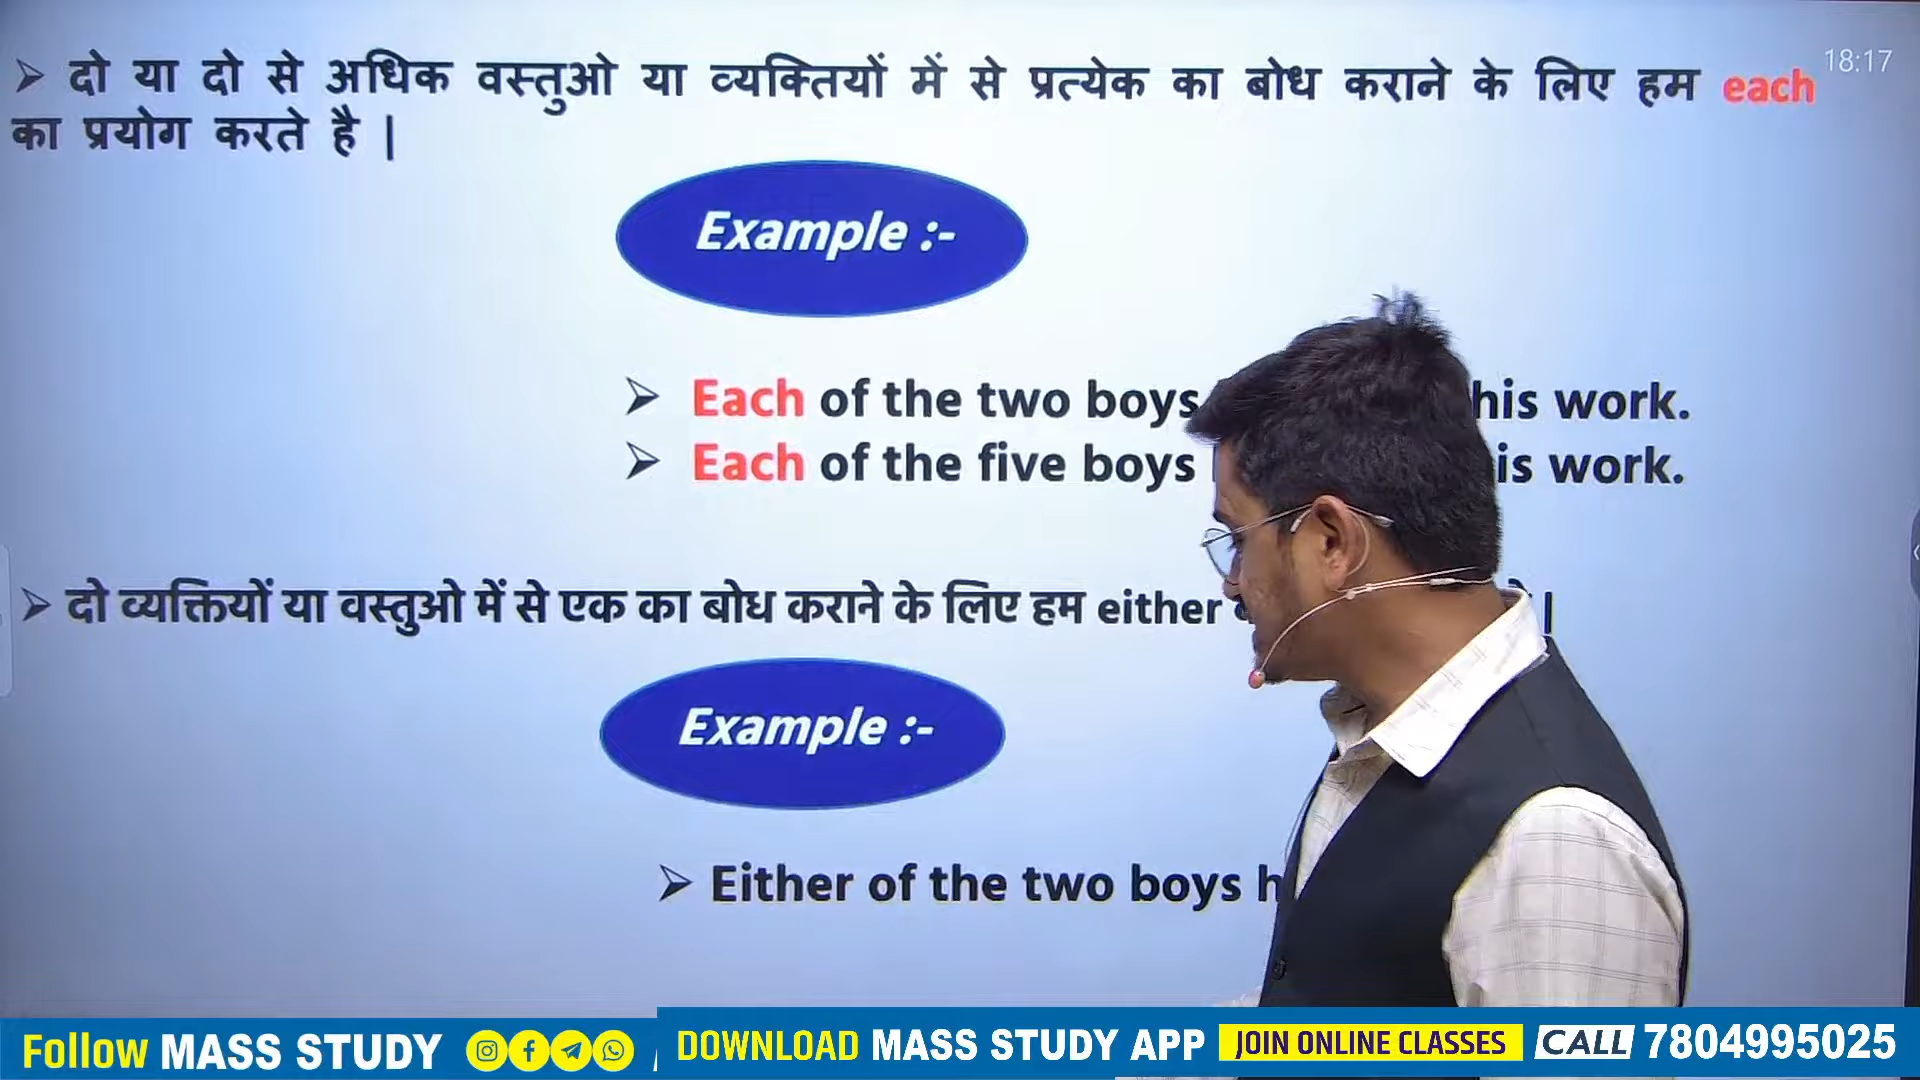 18:17
➢ दो या दो से अधिक वस्तुओ या व्यक्तियों में से प्रत्येक का बोध कराने के लिए हम each
का प्रयोग करते है |
Example :-
➢ Each of the two boys his work.
➢ Each of the five boys work.
➢ दो व्यक्तियों या वस्तुओ में से एक का बोध कराने के लिए हम either |
Example :-
➢ Either of the two boys
Follow MASS STUDY DOWNLOAD MASS STUDY APP JOIN ONLINE CLASSES CALL 7804995025